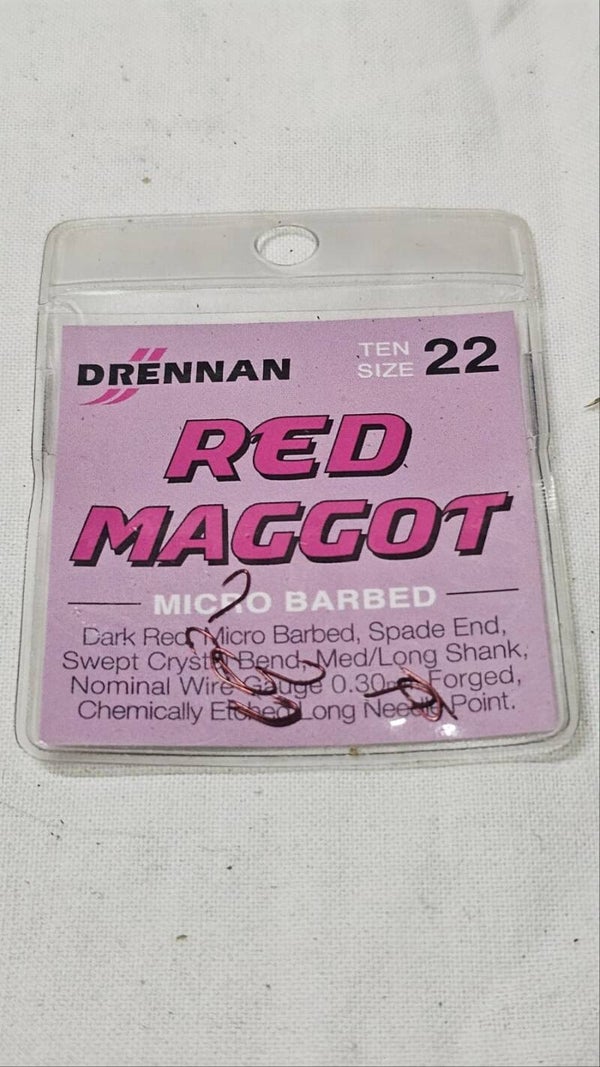 DRENNAN
TEN
SIZE 22
RED
MAGGOT
MICRO BARBED
Dark Red, Micro Barbed, Spade End,
Swept Crystal Bend, Med/Long Shank,
Nominal Wire Gauge 0.30mm, Forged,
Chemically Etched Long Needle Point.